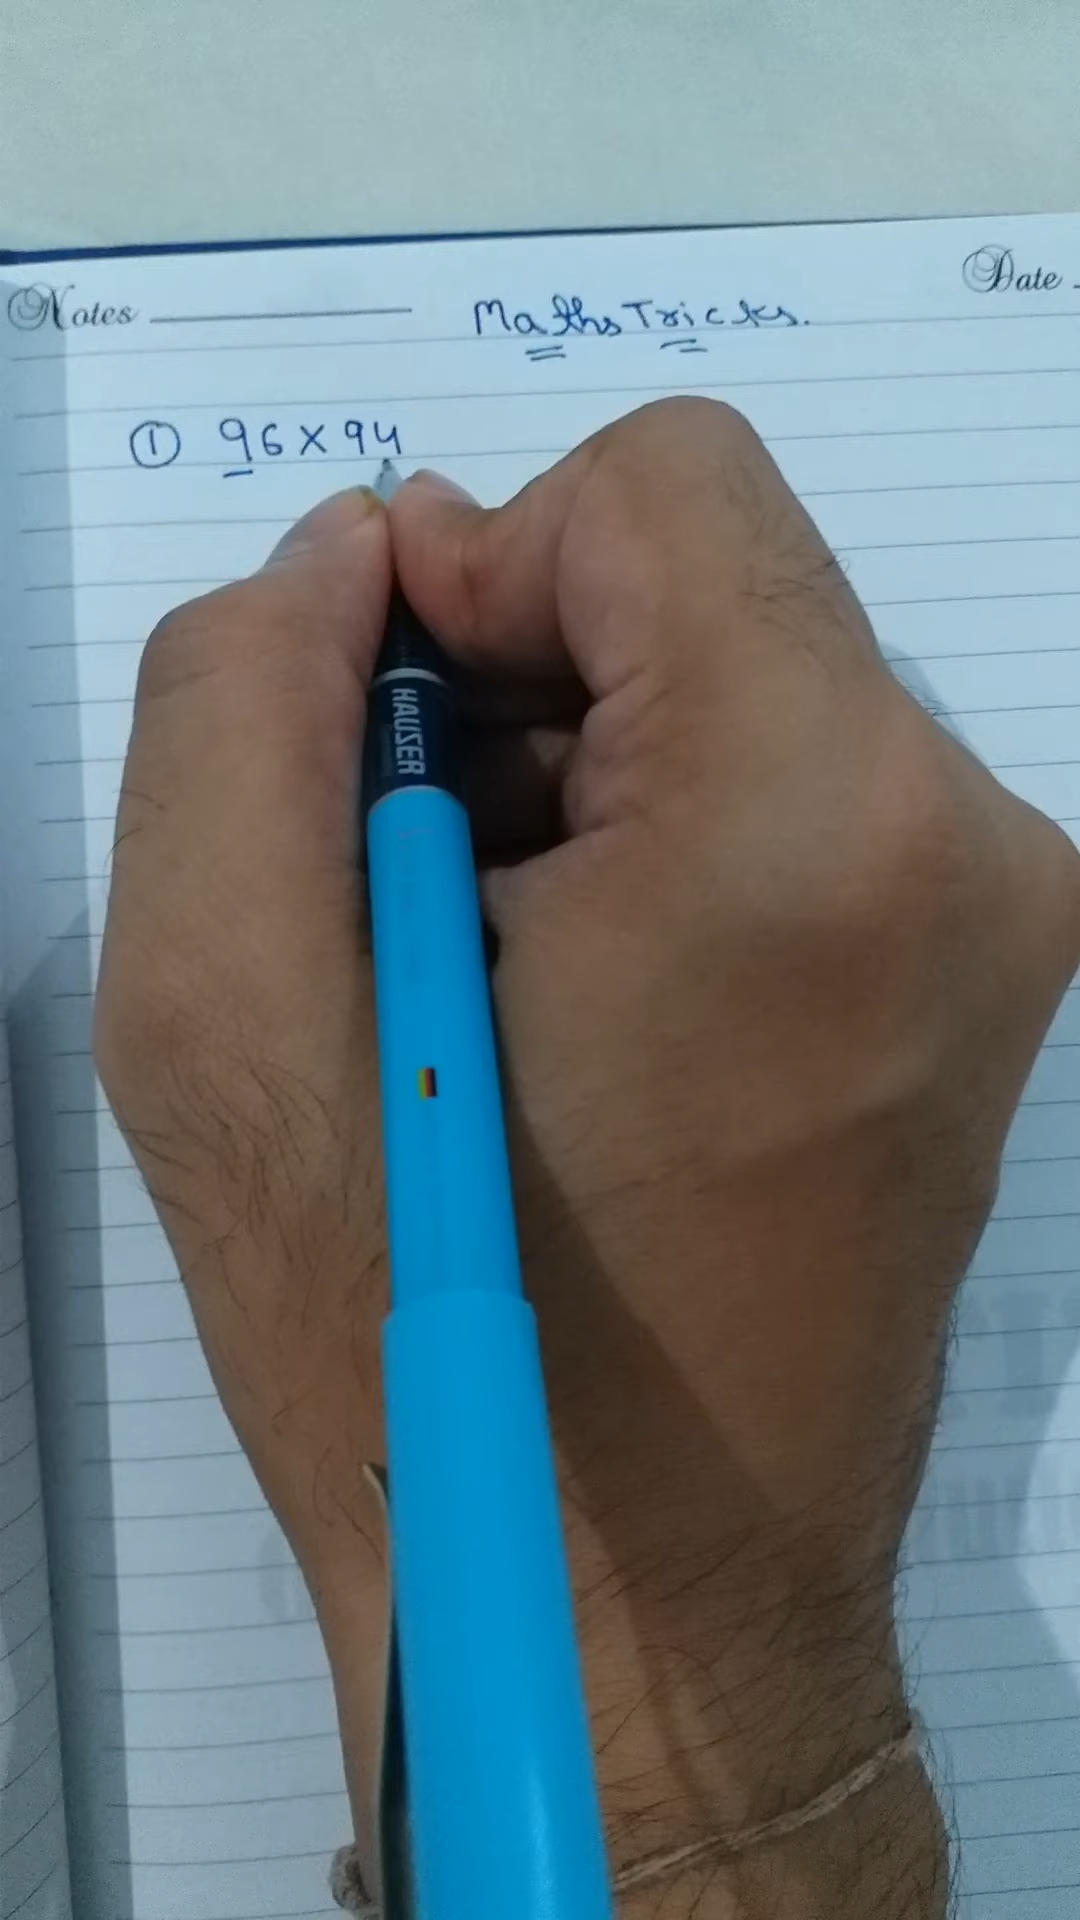 Notes Maths Tricks. Date
① 96 x 94
HAUSER